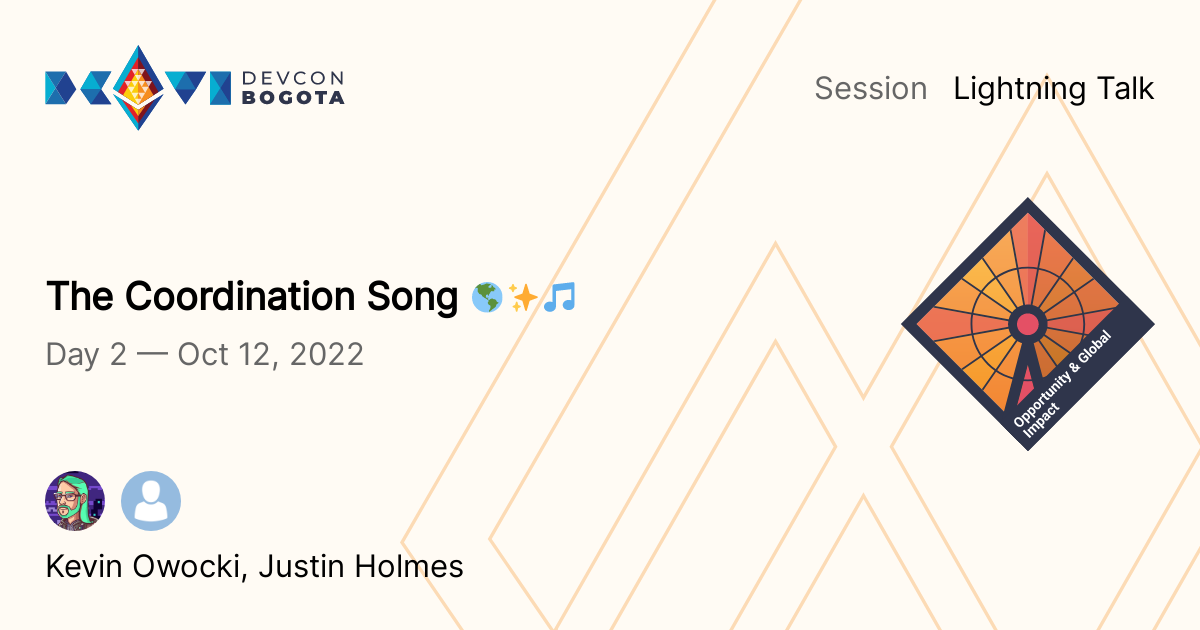 DEVCON
BOGOTA
Session Lightning Talk
The Coordination Song 🌎✨🎵
Day 2 — Oct 12, 2022
Opportunity & Global
Impact
Kevin Owocki, Justin Holmes